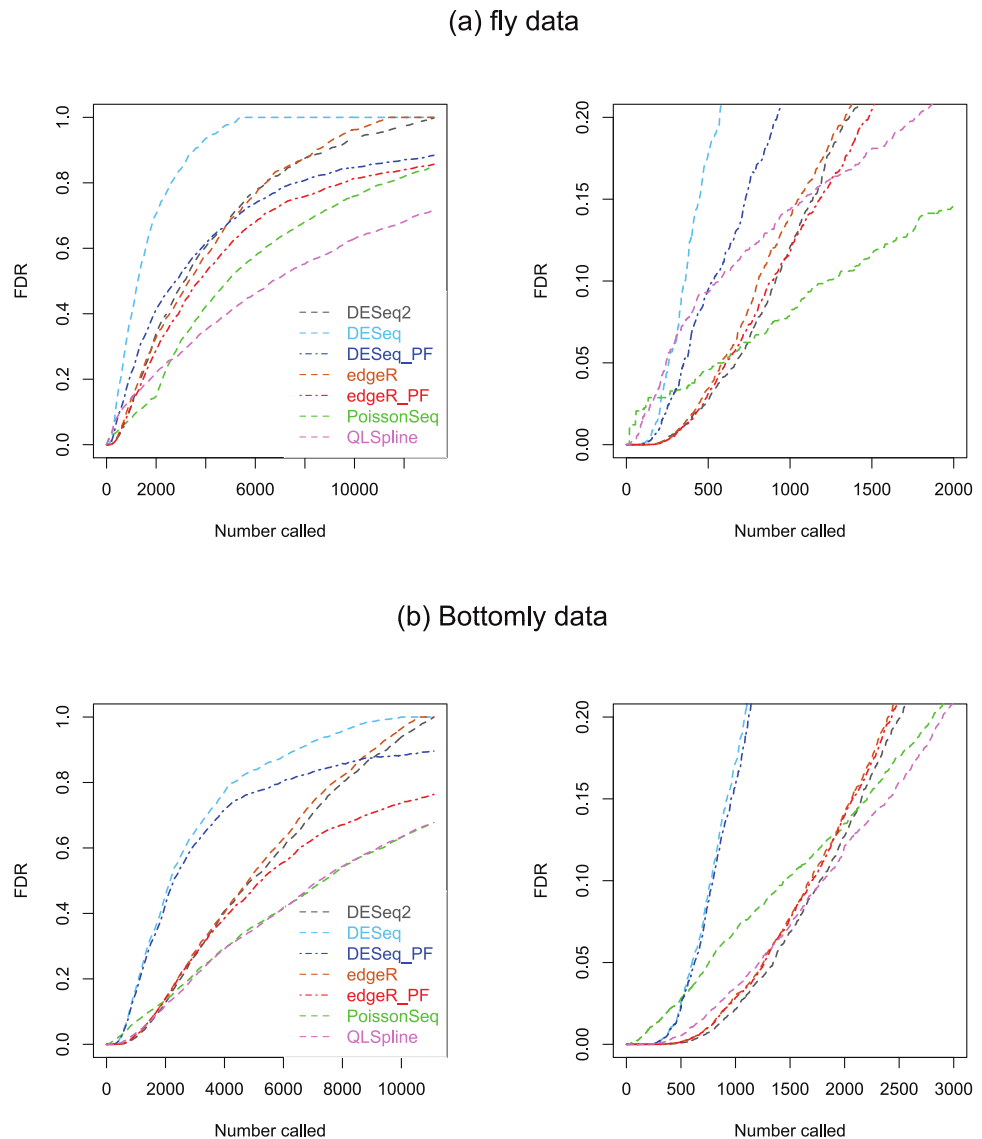 (a) fly data
FDR
0.0 0.2 0.4 0.6 0.8 1.0
DESeq2
DESeq
DESeq_PF
edgeR
edgeR_PF
PoissonSeq
QLSpline
0 2000 6000 10000
Number called
FDR
0.00 0.05 0.10 0.15 0.20
0 500 1000 1500 2000
Number called
(b) Bottomly data
FDR
0.0 0.2 0.4 0.6 0.8 1.0
DESeq2
DESeq
DESeq_PF
edgeR
edgeR_PF
PoissonSeq
QLSpline
0 2000 4000 6000 8000 10000
Number called
FDR
0.00 0.05 0.10 0.15 0.20
0 500 1000 1500 2000 2500 3000
Number called